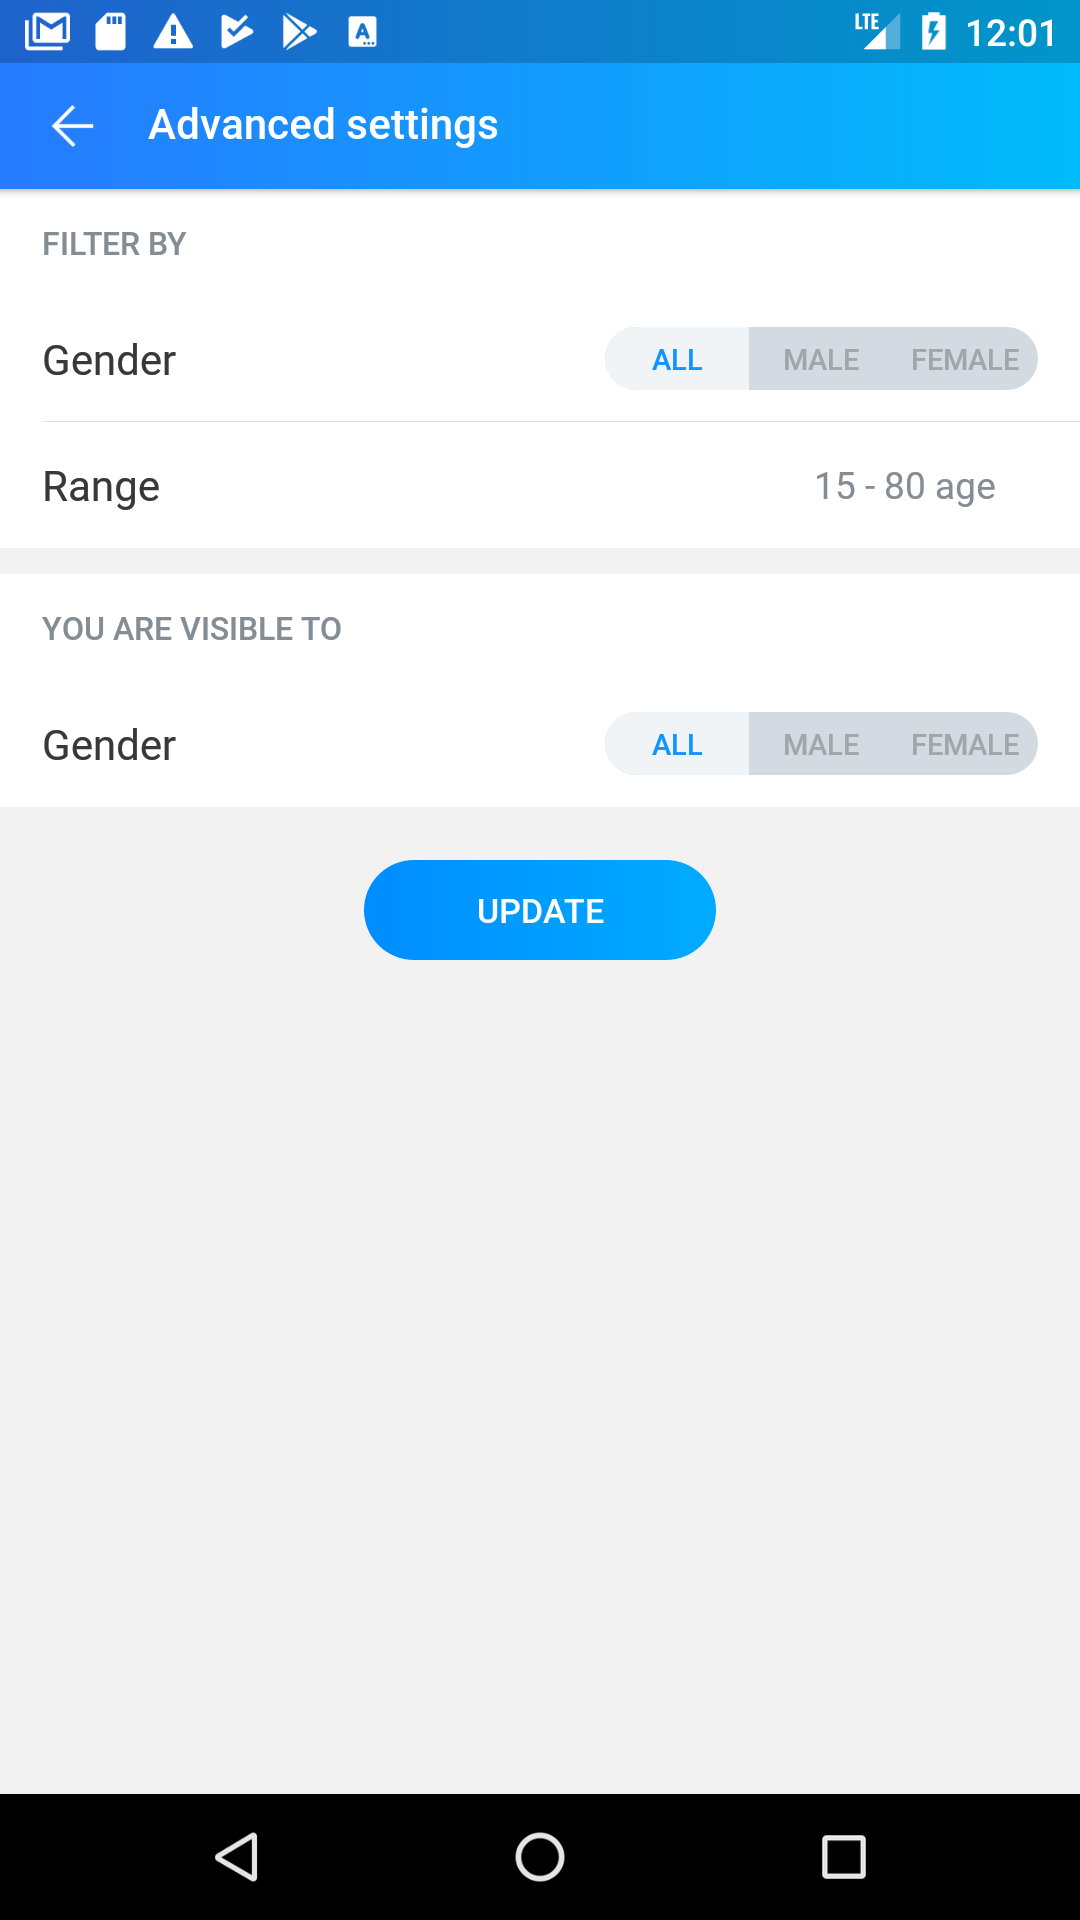 LTE 12:01
Advanced settings
FILTER BY
Gender ALL MALE FEMALE
Range 15 - 80 age
YOU ARE VISIBLE TO
Gender ALL MALE FEMALE
UPDATE